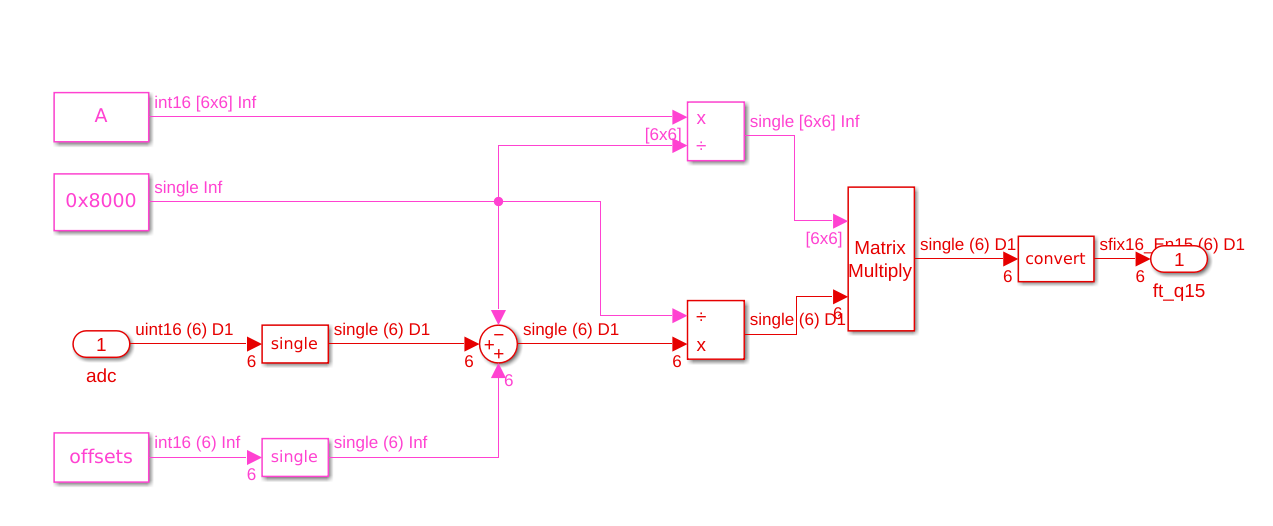 A
int16 [6x6] Inf
x
÷
[6x6]
single [6x6] Inf
0x8000
single Inf
[6x6]
Matrix
Multiply
single (6) D1
6
convert
sfix16_En15 (6) D1
6
1
ft_q15
1
adc
uint16 (6) D1
6
single
single (6) D1
6
−
+
+
6
single (6) D1
6
÷
x
single (6) D1
6
offsets
int16 (6) Inf
6
single
single (6) Inf